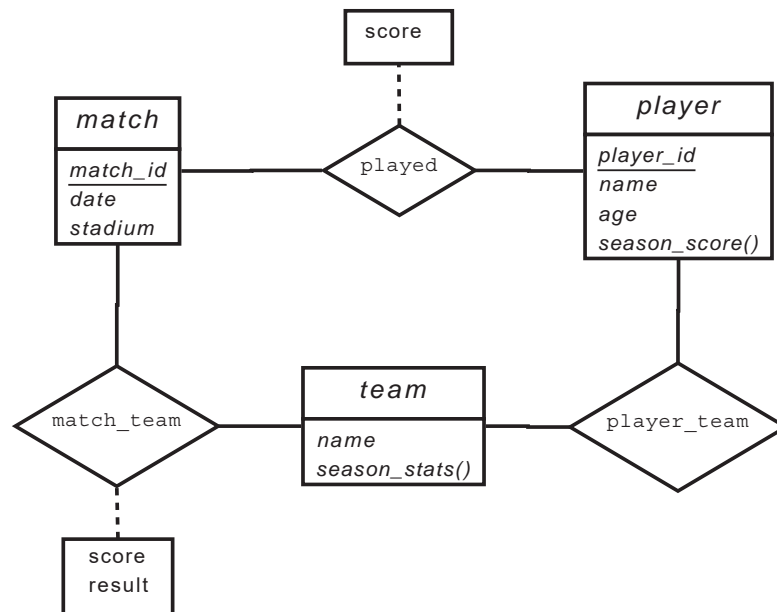 score
match
match_id
date
stadium
played
player
player_id
name
age
season_score()
match_team
team
name
season_stats()
player_team
score
result